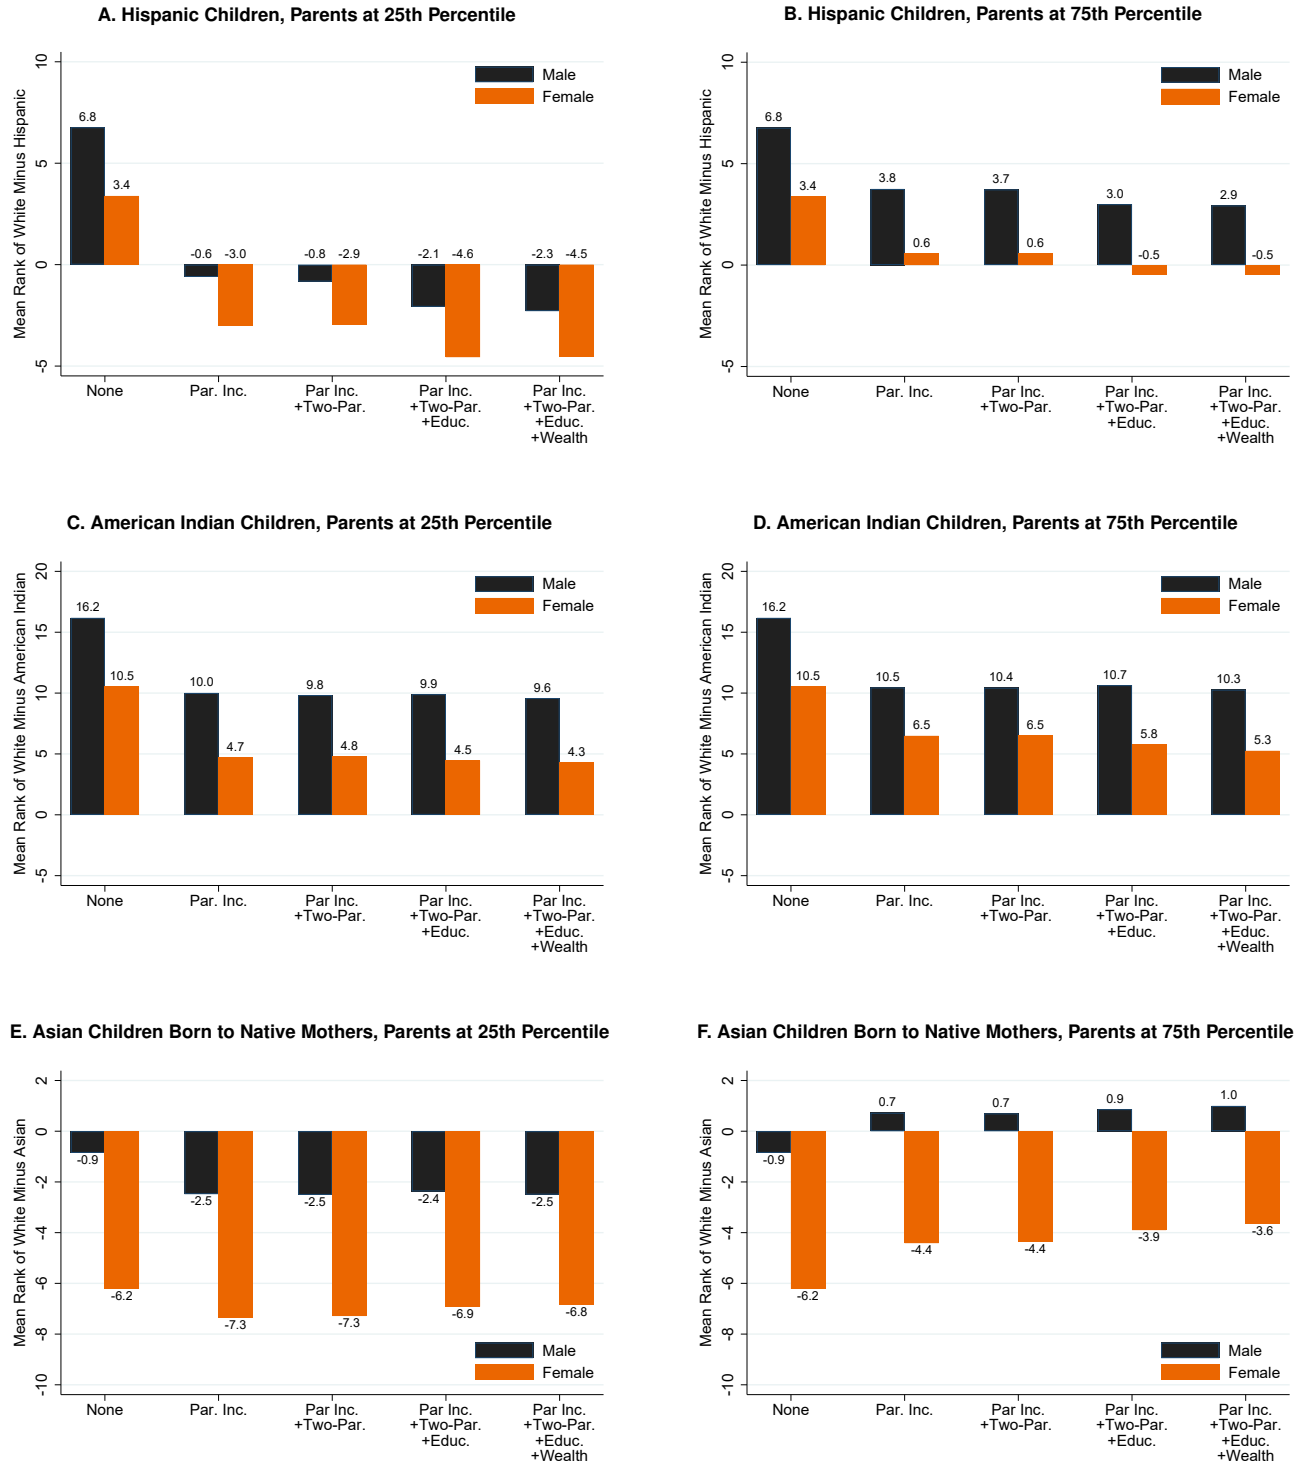 A. Hispanic Children, Parents at 25th Percentile
Mean Rank of White Minus Hispanic
10
5
0
-5
Male
Female
6.8
3.4
-0.6 -3.0
-0.8 -2.9
-2.1 -4.6
-2.3 -4.5
None
Par. Inc.
Par Inc.
+Two-Par.
Par Inc.
+Two-Par.
+Educ.
Par Inc.
+Two-Par.
+Educ.
+Wealth
B. Hispanic Children, Parents at 75th Percentile
Mean Rank of White Minus Hispanic
10
5
0
-5
Male
Female
6.8
3.4
3.8
0.6
3.7
0.6
3.0
-0.5
2.9
-0.5
None
Par. Inc.
Par Inc.
+Two-Par.
Par Inc.
+Two-Par.
+Educ.
Par Inc.
+Two-Par.
+Educ.
+Wealth
C. American Indian Children, Parents at 25th Percentile
Mean Rank of White Minus American Indian
20
15
10
5
0
-5
Male
Female
16.2
10.5
10.0
4.7
9.8
4.8
9.9
4.5
9.6
4.3
None
Par. Inc.
Par Inc.
+Two-Par.
Par Inc.
+Two-Par.
+Educ.
Par Inc.
+Two-Par.
+Educ.
+Wealth
D. American Indian Children, Parents at 75th Percentile
Mean Rank of White Minus American Indian
20
15
10
5
0
-5
Male
Female
16.2
10.5
10.5
6.5
10.4
6.5
10.7
5.8
10.3
5.3
None
Par. Inc.
Par Inc.
+Two-Par.
Par Inc.
+Two-Par.
+Educ.
Par Inc.
+Two-Par.
+Educ.
+Wealth
E. Asian Children Born to Native Mothers, Parents at 25th Percentile
Mean Rank of White Minus Asian
2
0
-2
-4
-6
-8
-10
-0.9
-6.2
-2.5
-7.3
-2.5
-7.3
-2.4
-6.9
-2.5
-6.8
Male
Female
None
Par. Inc.
Par Inc.
+Two-Par.
Par Inc.
+Two-Par.
+Educ.
Par Inc.
+Two-Par.
+Educ.
+Wealth
F. Asian Children Born to Native Mothers, Parents at 75th Percentile
Mean Rank of White Minus Asian
2
0
-2
-4
-6
-8
-10
-0.9
-6.2
0.7
-4.4
0.7
-4.4
0.9
-3.9
1.0
-3.6
Male
Female
None
Par. Inc.
Par Inc.
+Two-Par.
Par Inc.
+Two-Par.
+Educ.
Par Inc.
+Two-Par.
+Educ.
+Wealth